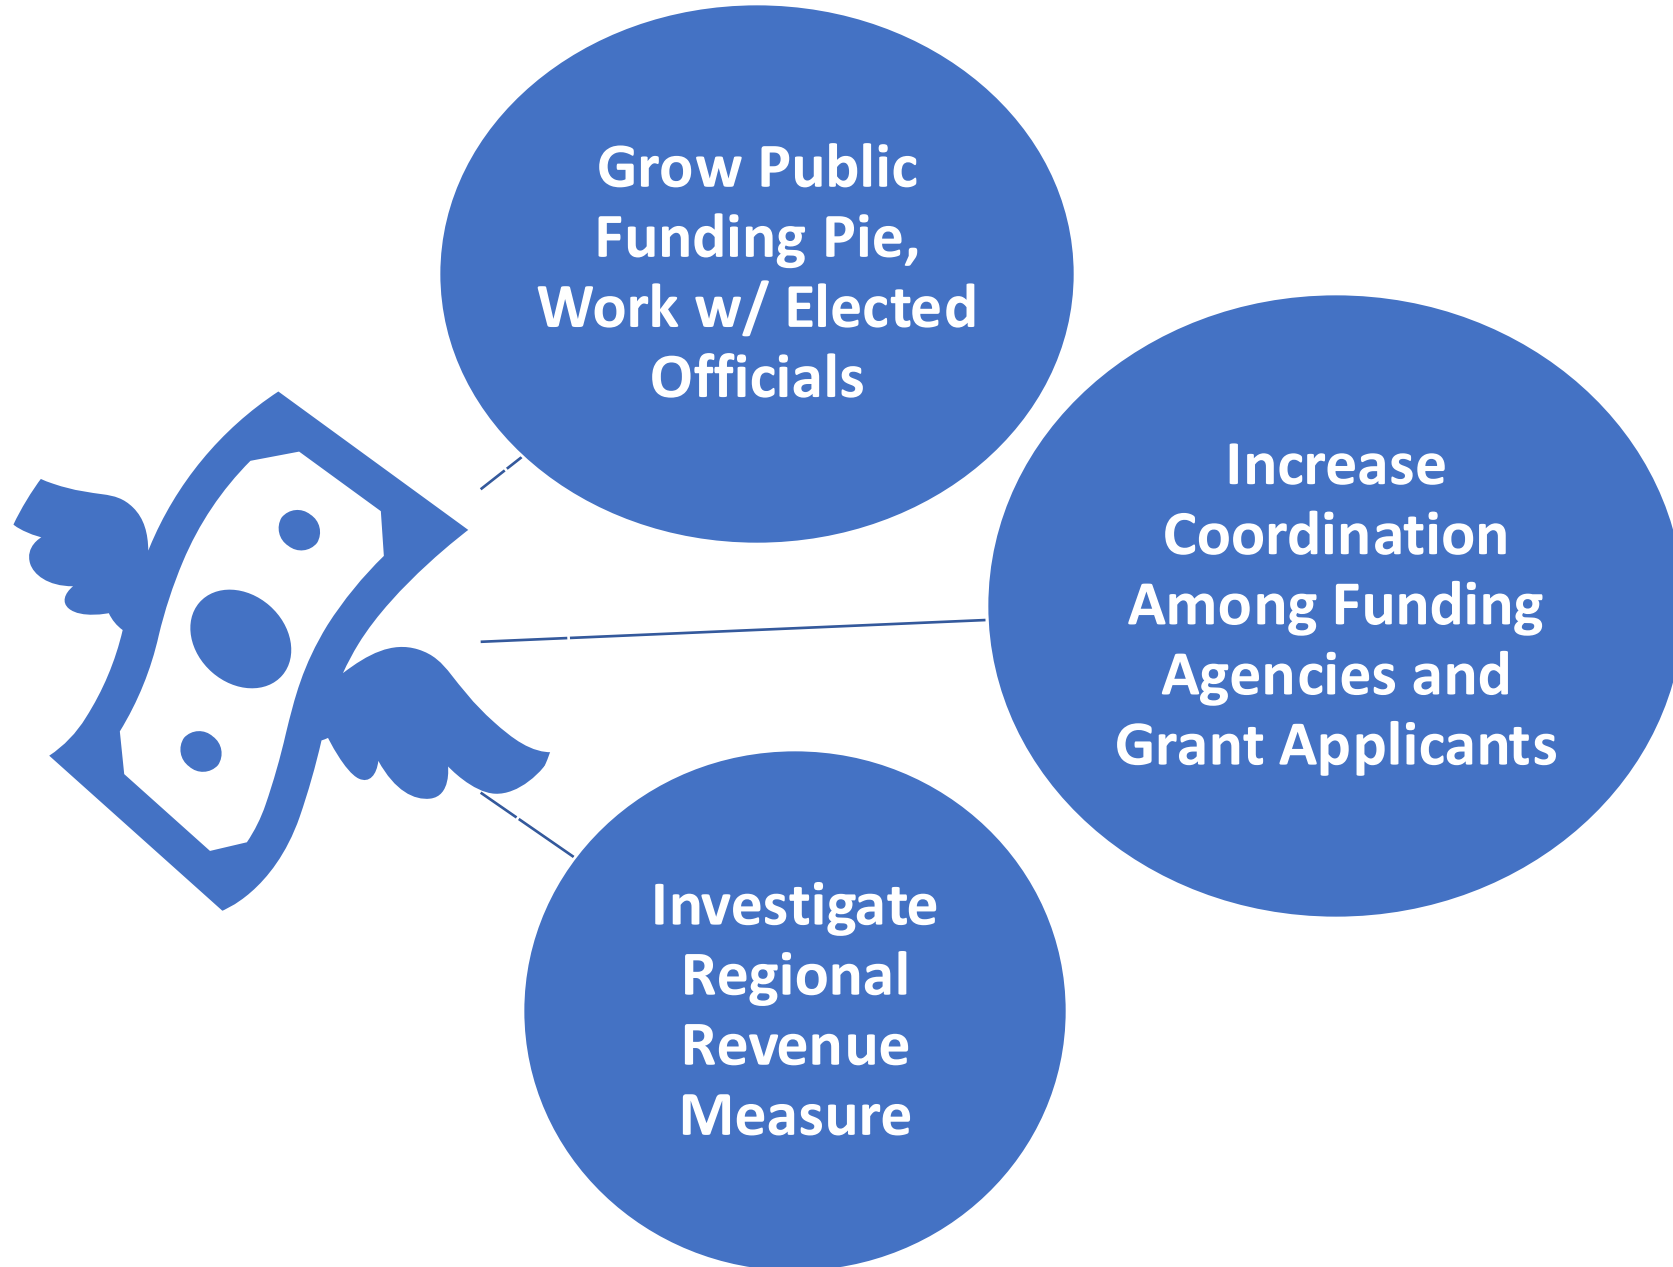 Grow Public
Funding Pie,
Work w/ Elected
Officials
Increase
Coordination
Among Funding
Agencies and
Grant Applicants
Investigate
Regional
Revenue
Measure